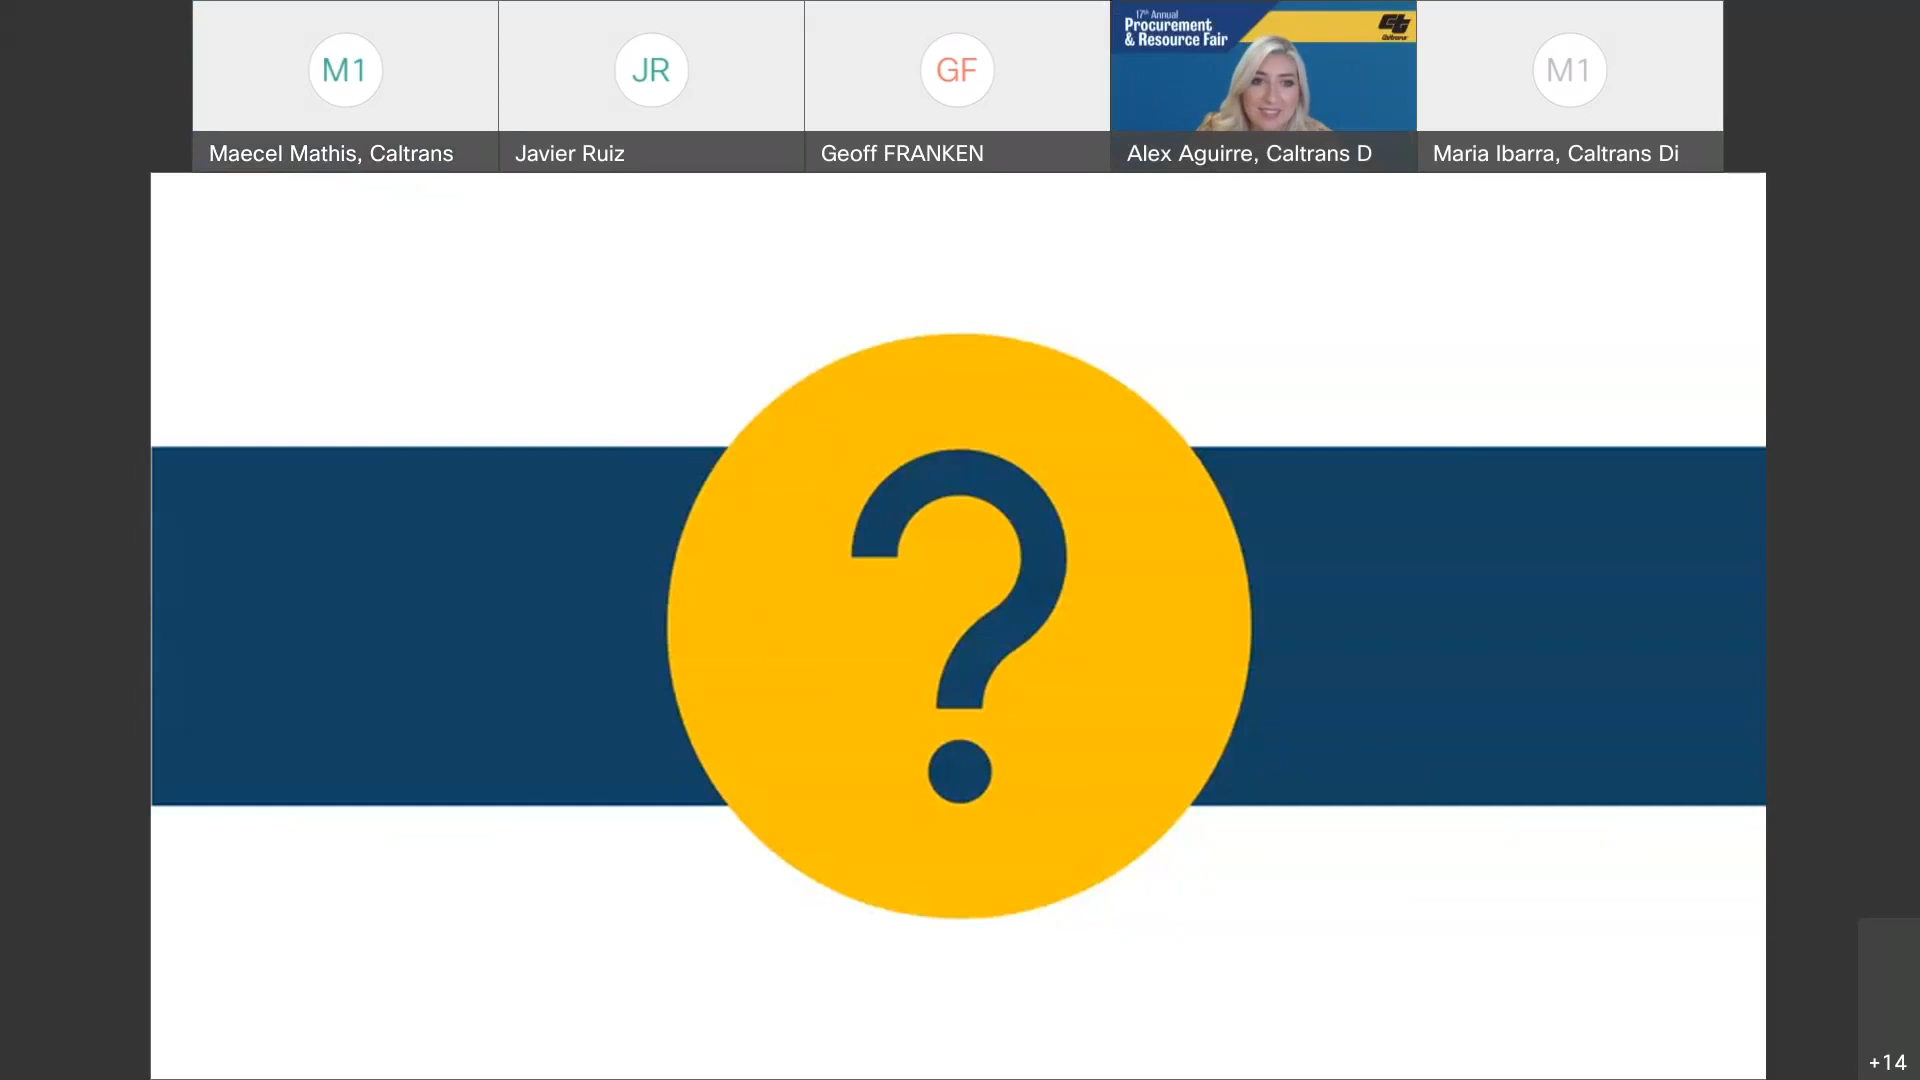 M1
JR
GF
17th Annual
Procurement
& Resource Fair
Caltrans
M1
Maecel Mathis, Caltrans
Javier Ruiz
Geoff FRANKEN
Alex Aguirre, Caltrans D
Maria Ibarra, Caltrans Di
?
+14